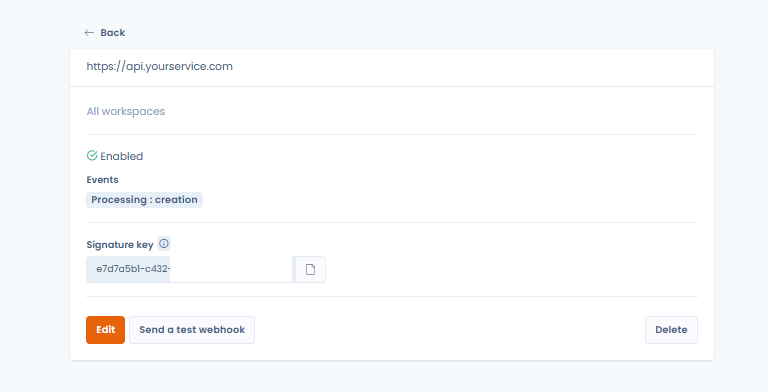 Back
https://api.yourservice.com
All workspaces
Enabled
Events
Processing : creation
Signature key
e7d7a5b1-c432-
Edit
Send a test webhook
Delete